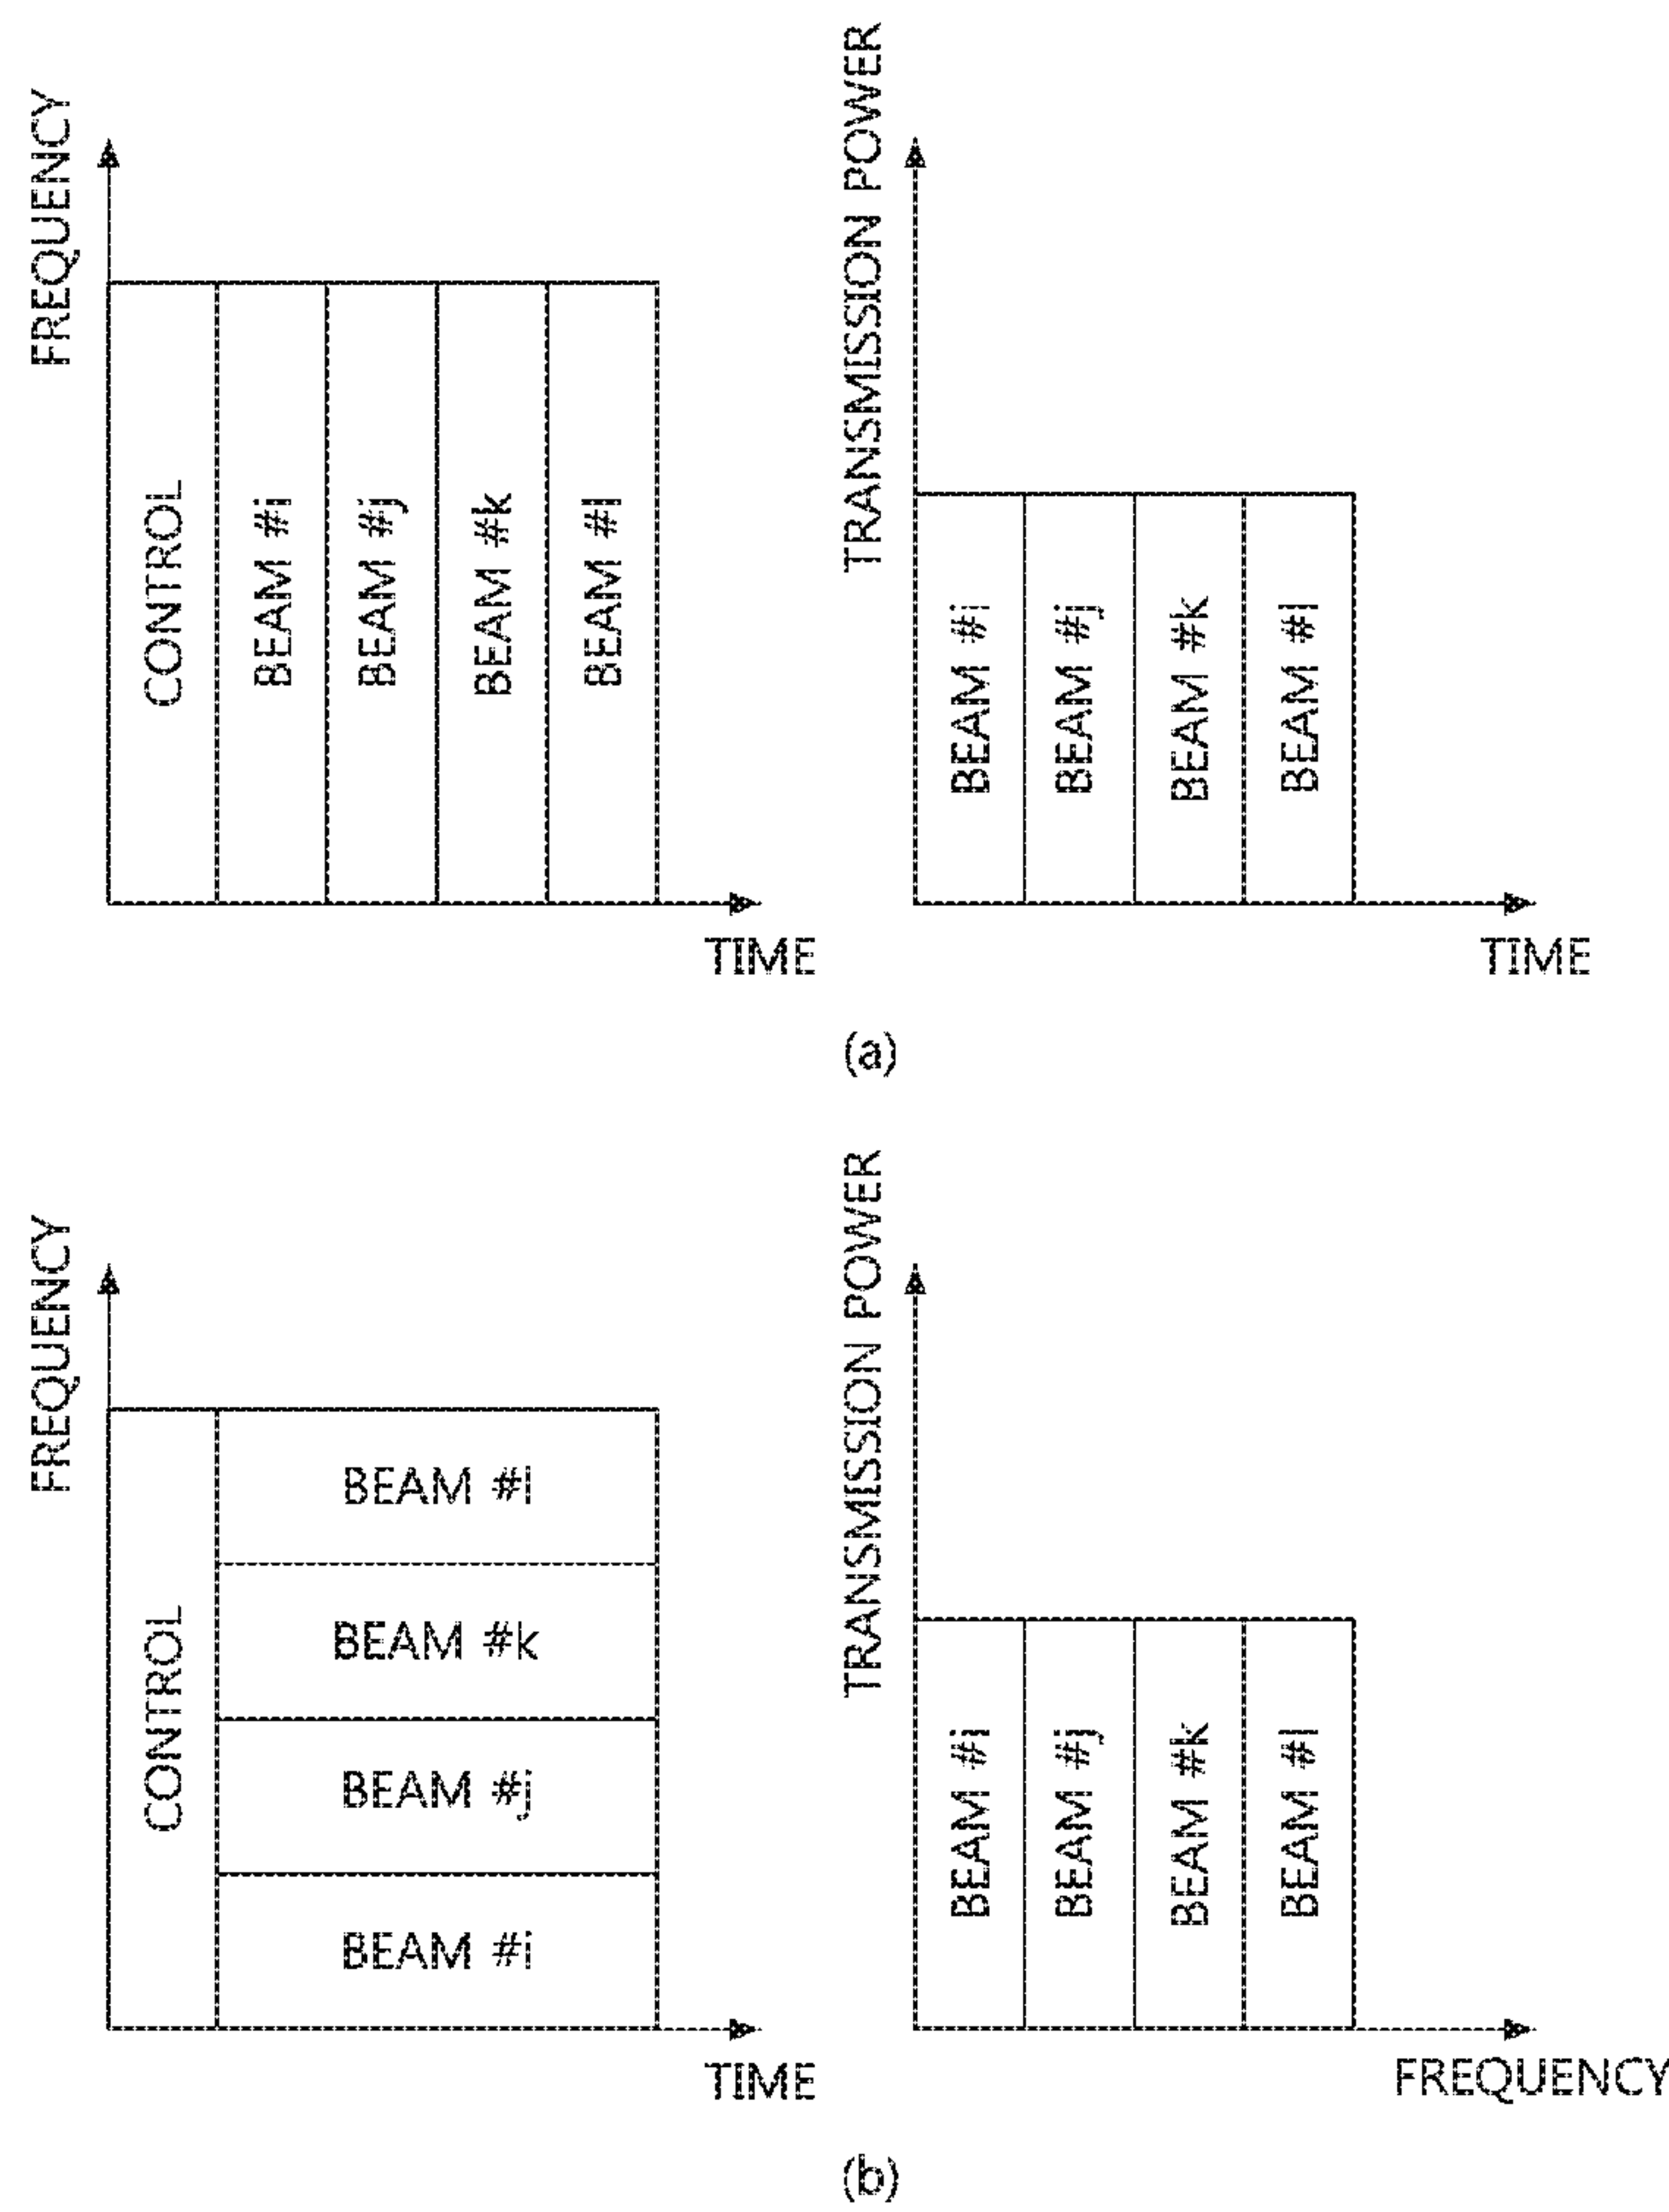 FREQUENCY
CONTROL
BEAM #i
BEAM #j
BEAM #k
BEAM #l
TIME
TRANSMISSION POWER
BEAM #i
BEAM #j
BEAM #k
BEAM #l
TIME
(a)
FREQUENCY
CONTROL
BEAM #l
BEAM #k
BEAM #j
BEAM #i
TIME
TRANSMISSION POWER
BEAM #i
BEAM #j
BEAM #k
BEAM #l
FREQUENCY
(b)